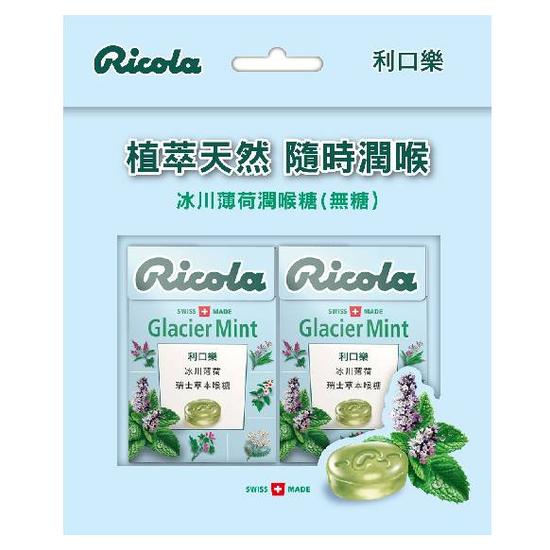 Ricola
利口樂
植萃天然 隨時潤喉
冰川薄荷潤喉糖(無糖)
Ricola
SWISS MADE
Glacier Mint
利口樂
冰川薄荷
瑞士草本喉糖
Ricola
SWISS MADE
Glacier Mint
利口樂
冰川薄荷
瑞士草本喉糖
SWISS MADE